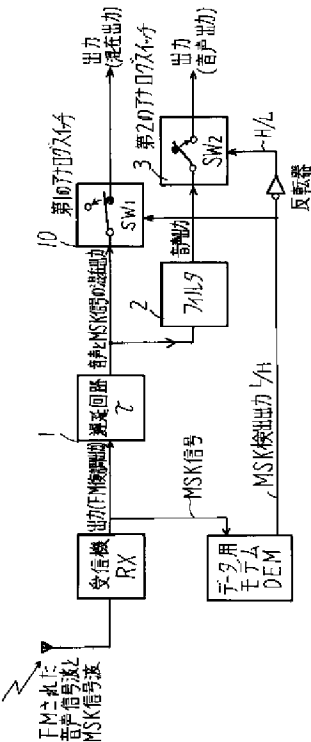 FMされた
音声信号波と
MSK信号波
受信機
RX
出力(FM復調出力)
1
遅延回路
τ
音声とMSK信号の混在出力
10
第1のアナログスイッチ
SW1
出力
(混在出力)
2
フィルタ
音声出力
3
第2のアナログスイッチ
SW2
出力
(音声出力)
MSK信号
データ用
モデム
DEM
MSK検出出力 L/H
反転器
H/L